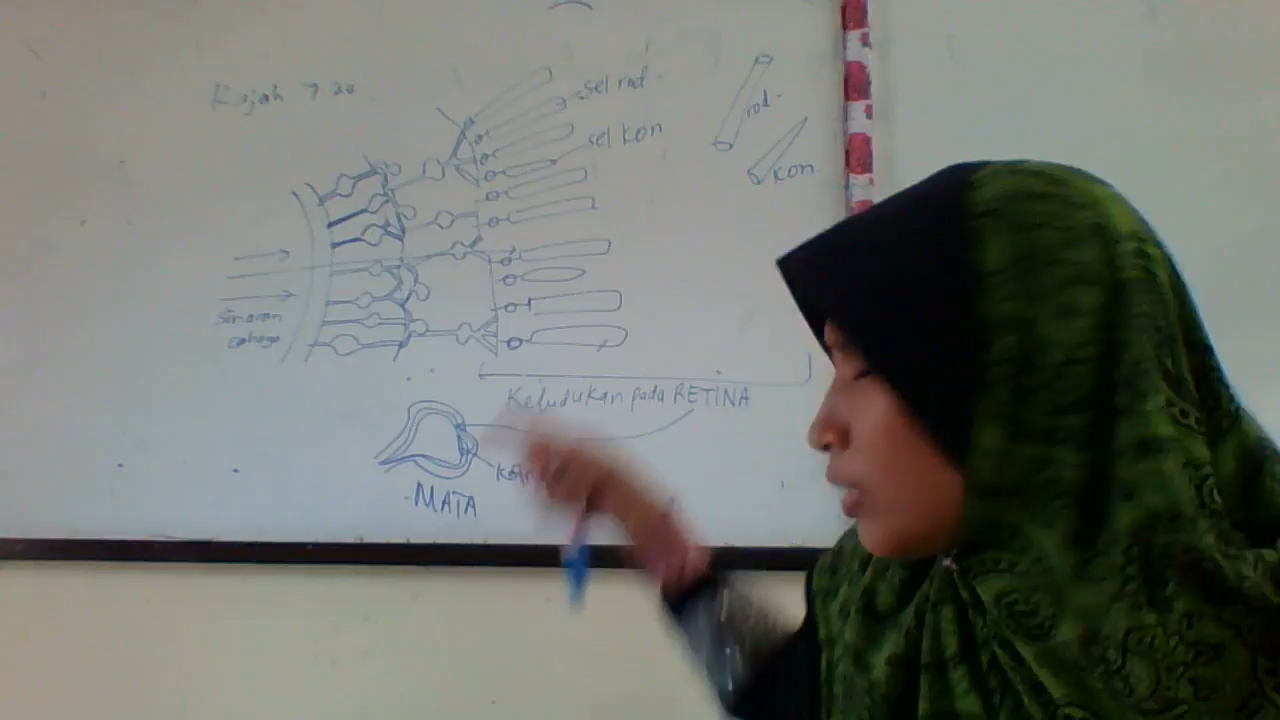 Rajah 7.20
sel rod
sel kon
rod
kon
Sinaran
cahaya
Kedudukan pada RETINA
MATA